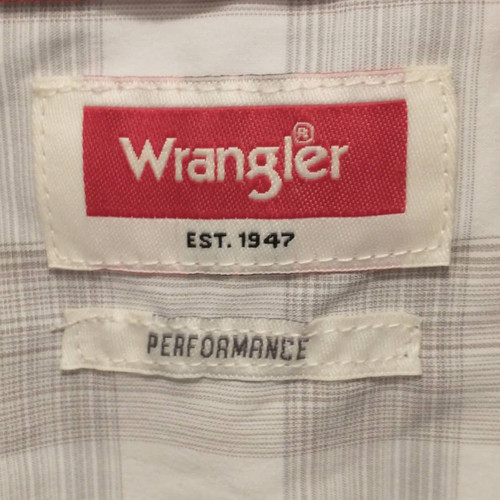 Wrangler®
EST. 1947
PERFORMANCE